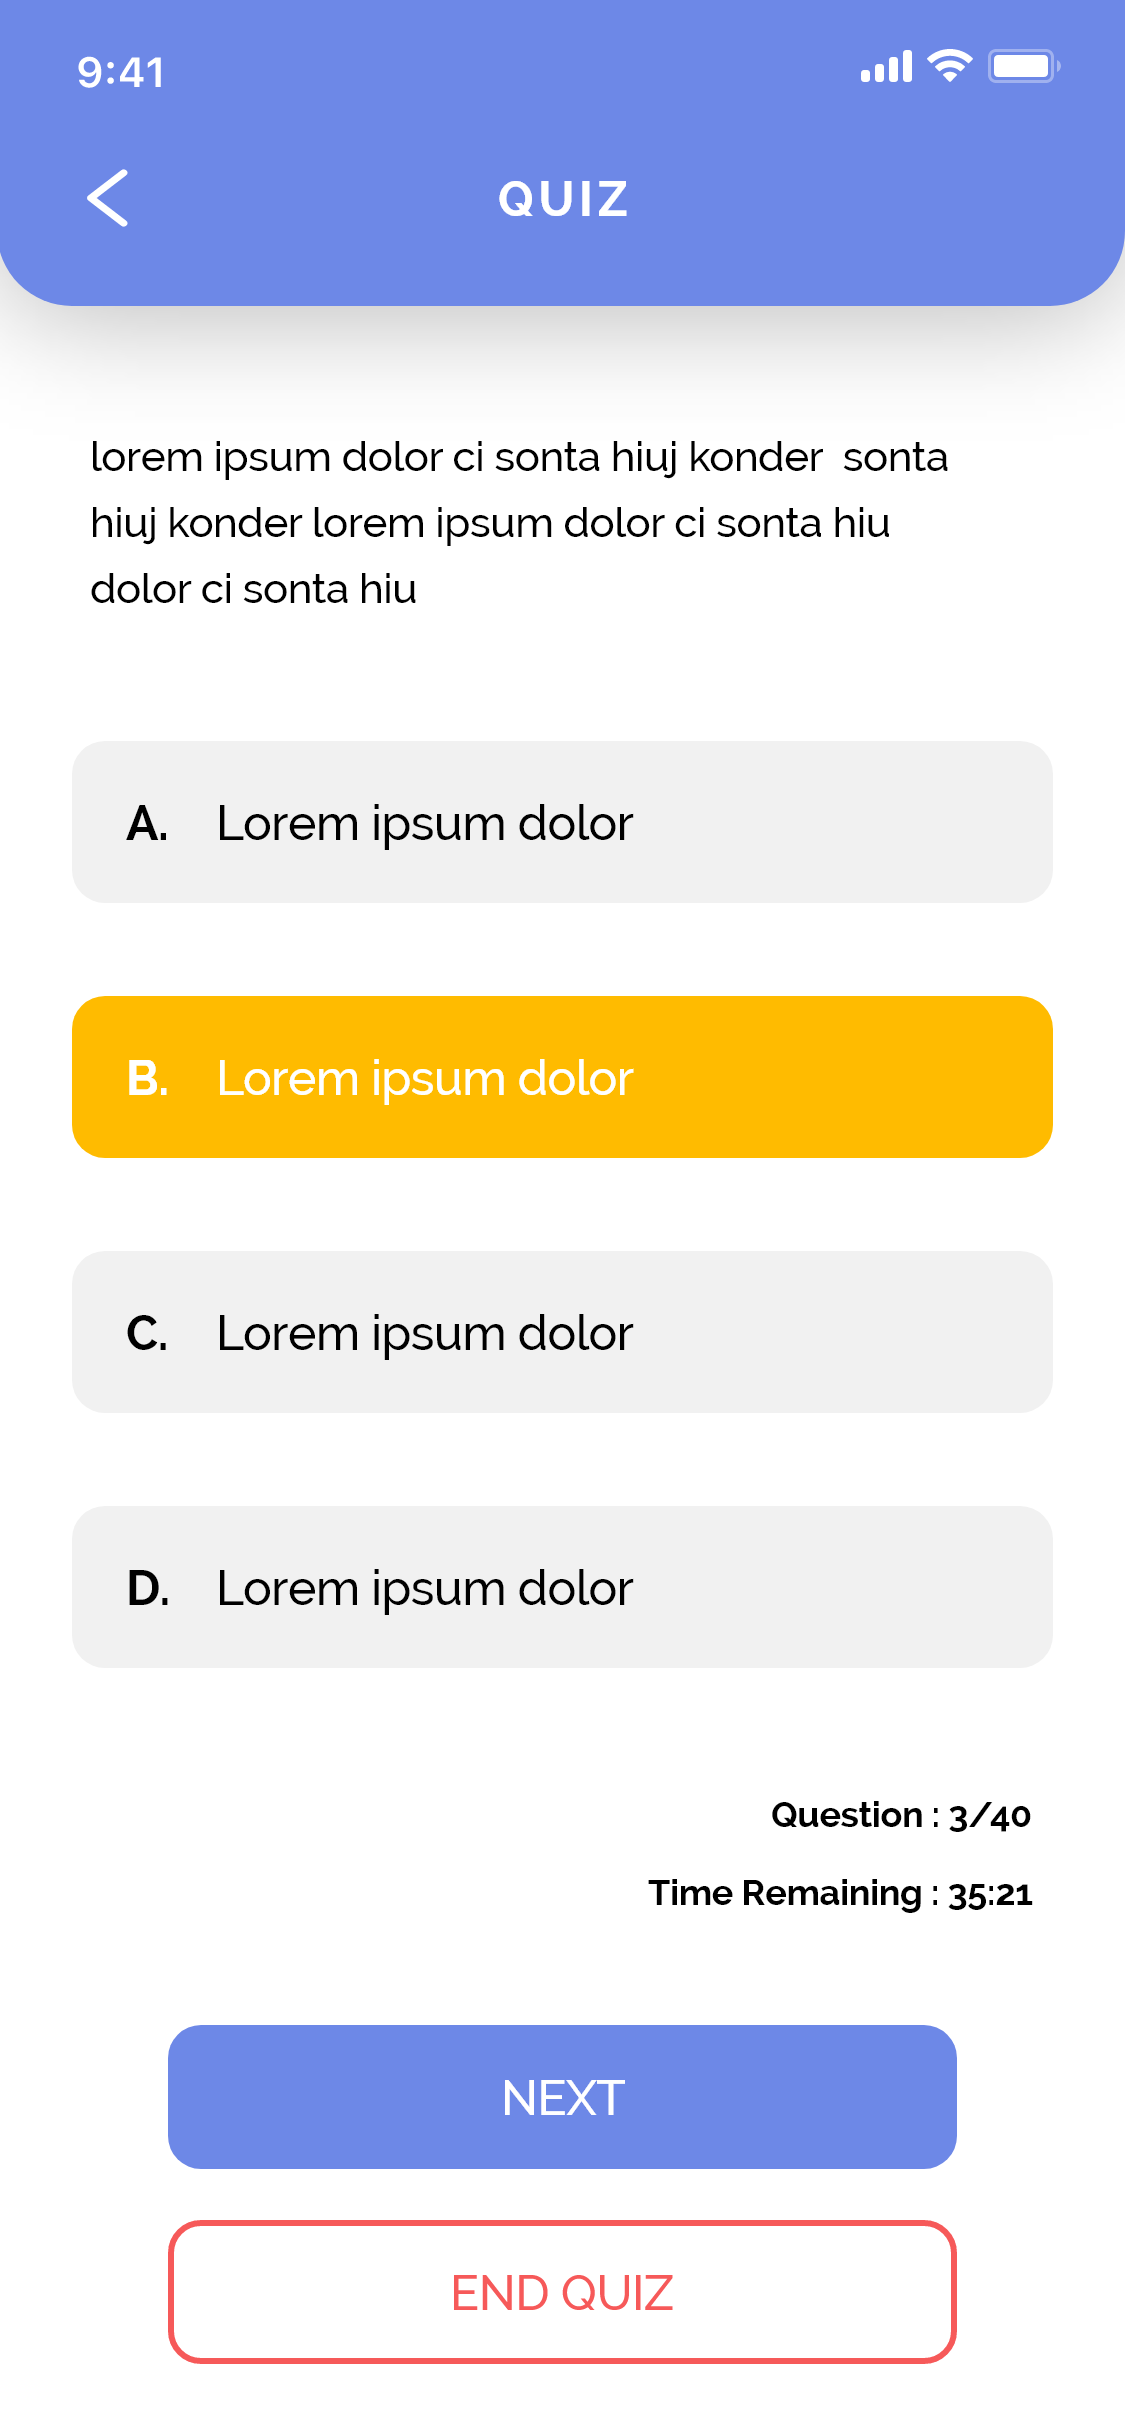 9:41
QUIZ
lorem ipsum dolor ci sonta hiuj konder  sonta
hiuj konder lorem ipsum dolor ci sonta hiu
dolor ci sonta hiu
A. Lorem ipsum dolor
B. Lorem ipsum dolor
C. Lorem ipsum dolor
D. Lorem ipsum dolor
Question : 3/40
Time Remaining : 35:21
NEXT
END QUIZ